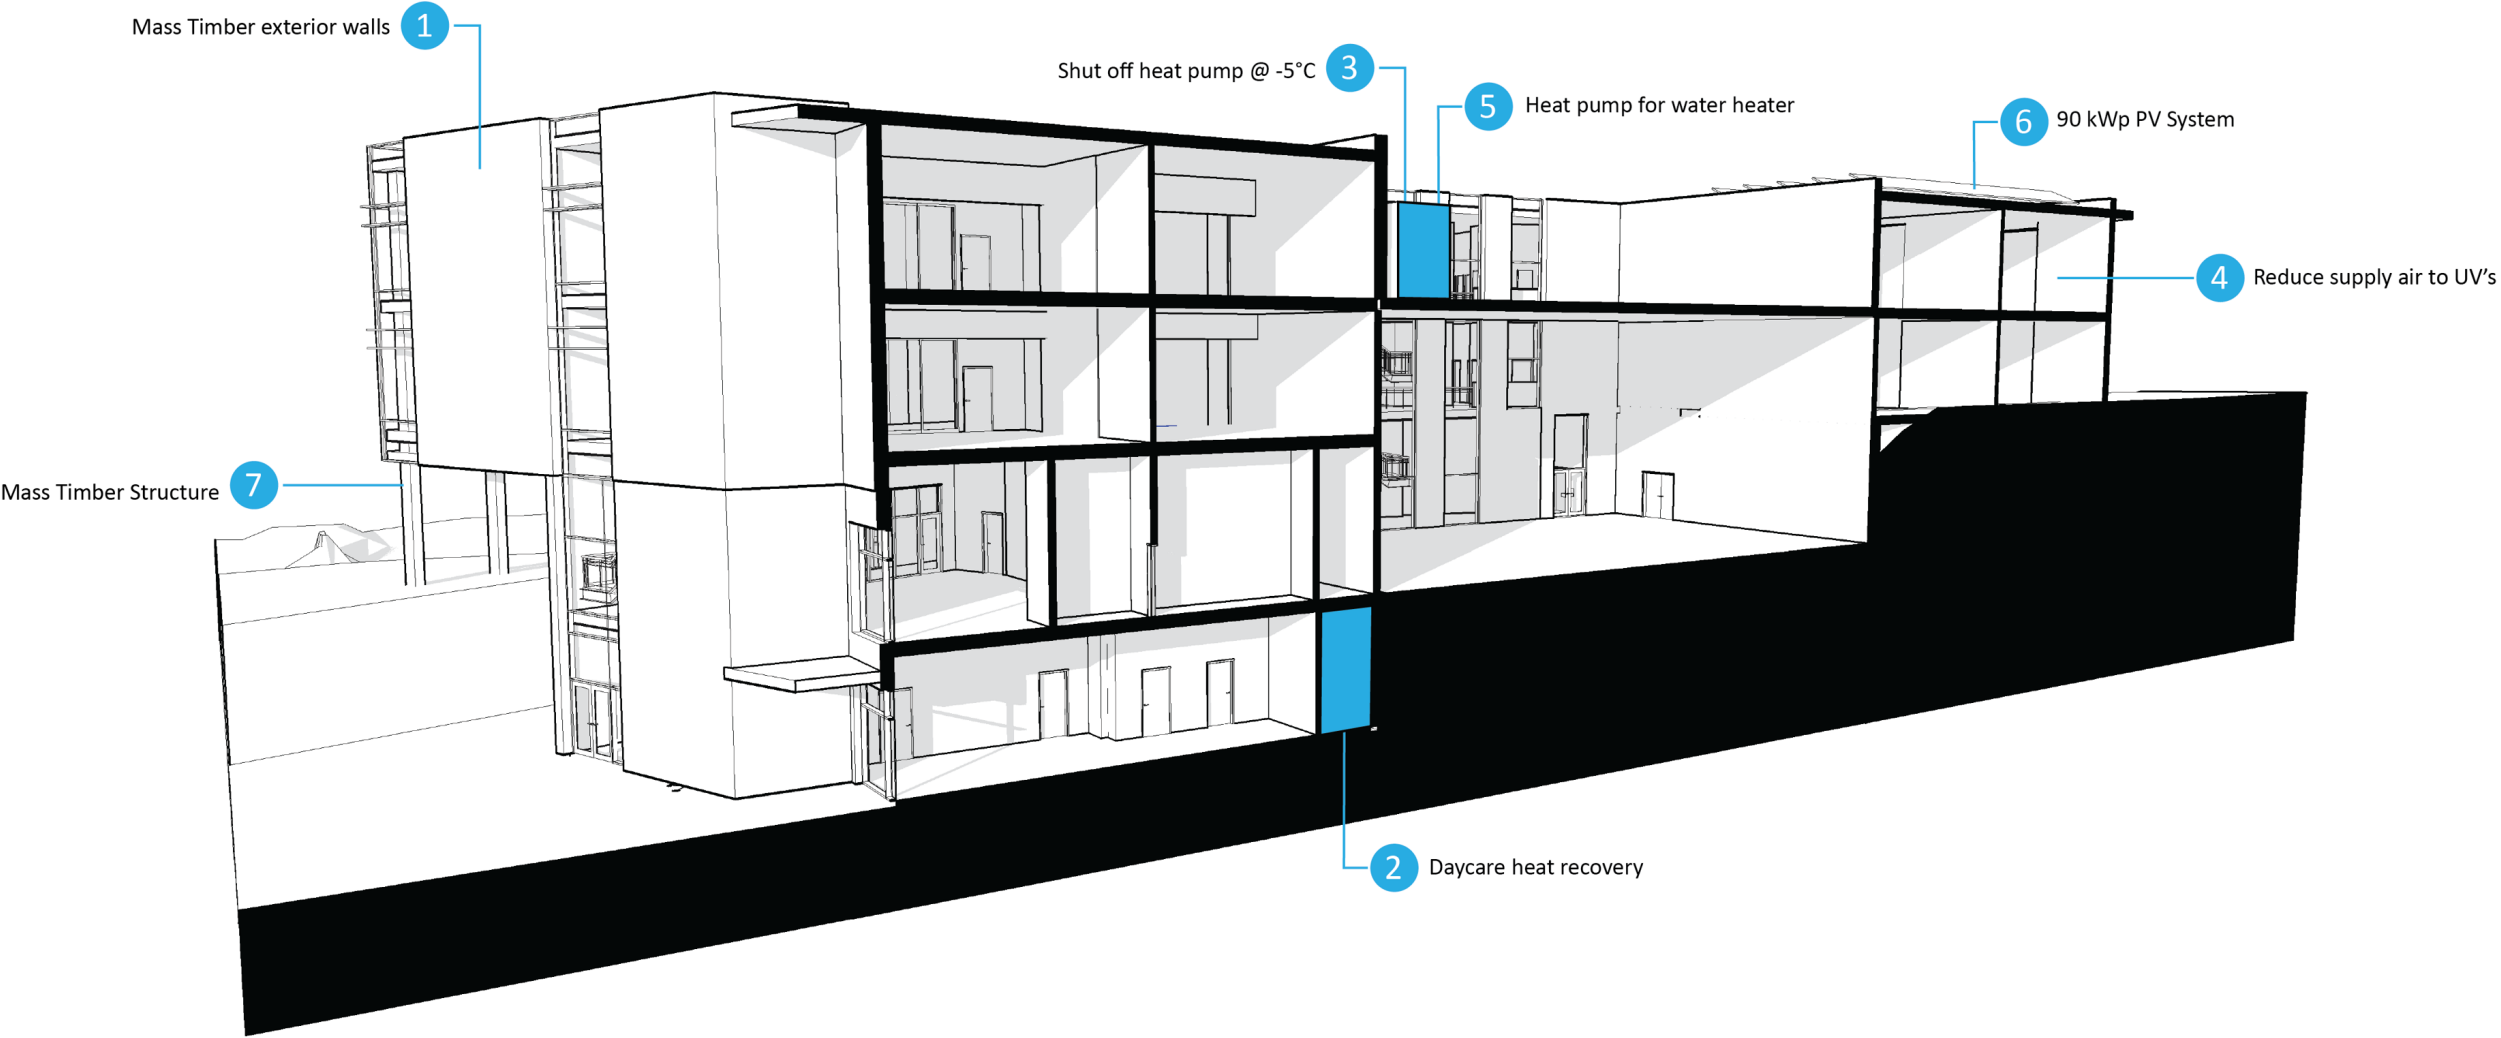 Mass Timber exterior walls 1
Shut off heat pump @ -5°C 3
5 Heat pump for water heater
6 90 kWp PV System
4 Reduce supply air to UV’s
Mass Timber Structure 7
2 Daycare heat recovery